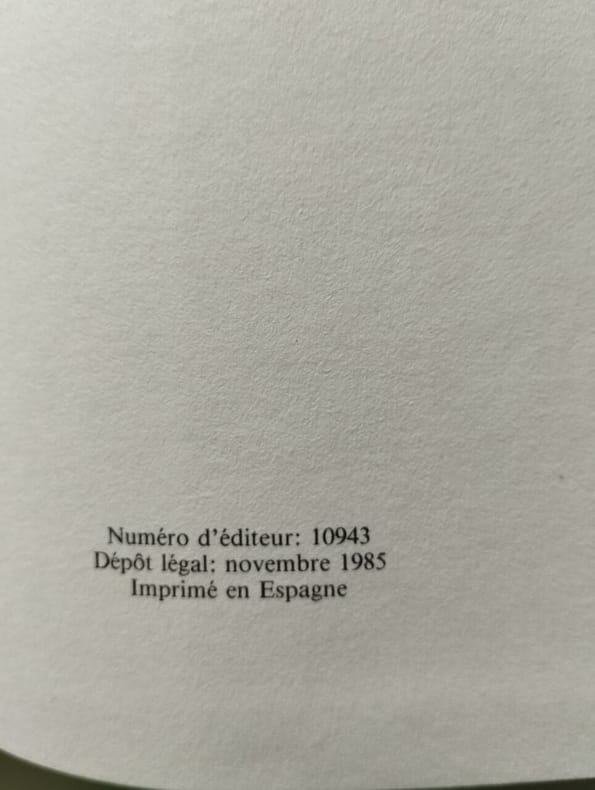 Numéro d'éditeur: 10943
Dépôt légal: novembre 1985
Imprimé en Espagne